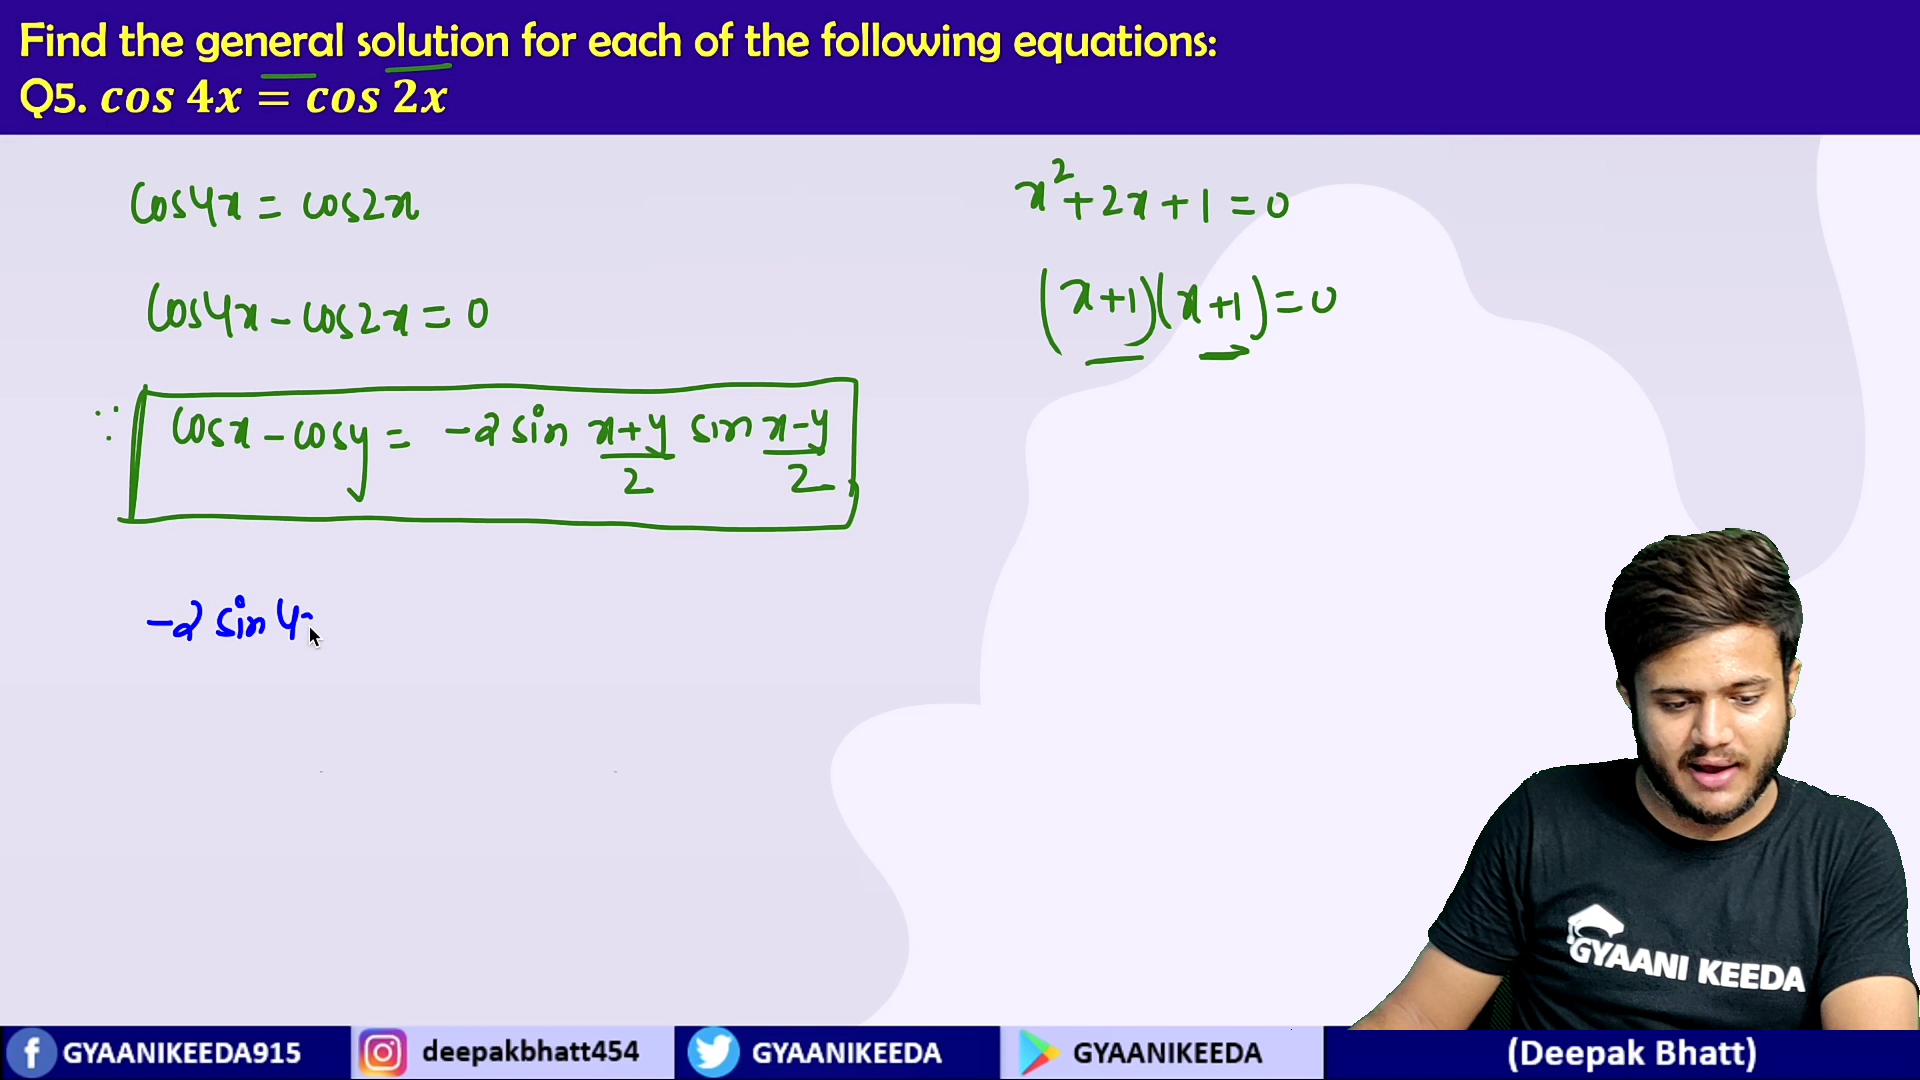 Find the general solution for each of the following equations:
Q5. cos 4x = cos 2x
cos4x = cos2x
x² + 2x + 1 = 0
cos4x - cos2x = 0
(x+1)(x+1) = 0
∵ cosx - cosy = -2 sin (x+y)/2 sin (x-y)/2
-2 sin 4
GYAANI KEEDA
GYAANIKEEDA915
deepakbhatt454
GYAANIKEEDA
GYAANIKEEDA
(Deepak Bhatt)